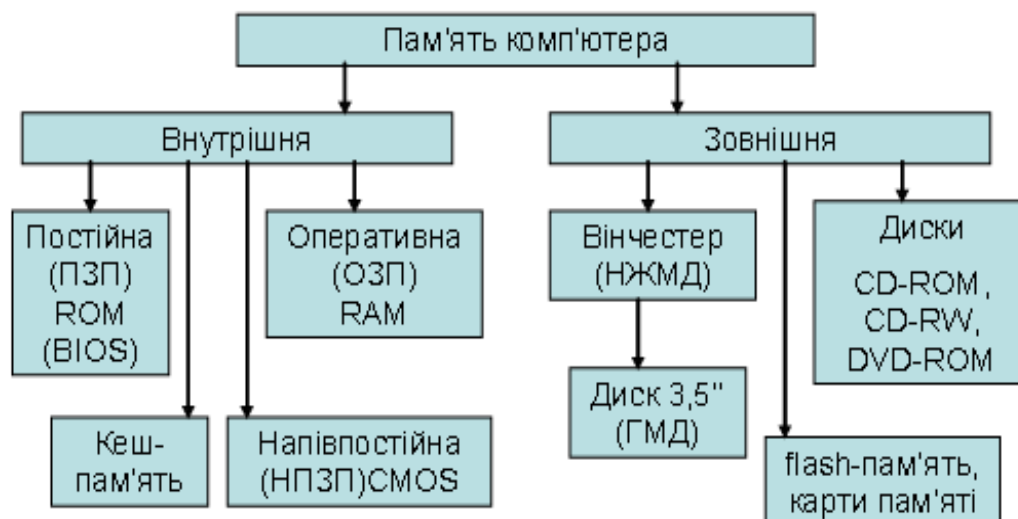 Пам'ять комп'ютера
Внутрішня
Зовнішня
Постійна
(ПЗП)
ROM
(BIOS)
Оперативна
(ОЗП)
RAM
Вінчестер
(НЖМД)
Диски
CD-ROM,
CD-RW,
DVD-ROM
Кеш-
пам'ять
Напівпостійна
(НПЗП)CMOS
Диск 3,5"
(ГМД)
flash-пам'ять,
карти пам'яті